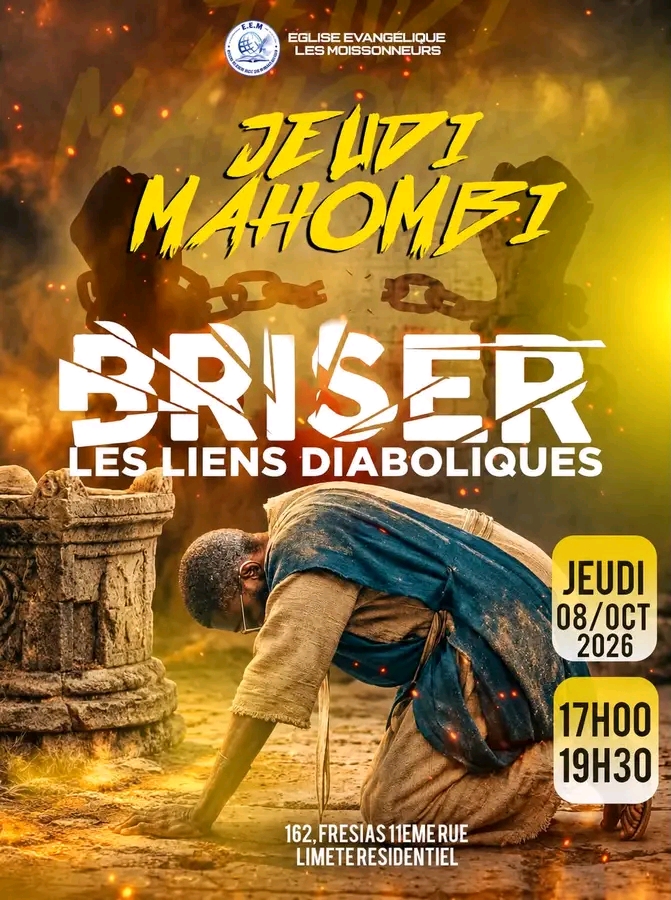 E.E.M
EGLISE EVANGÉLIQUE
LES MOISSONNEURS
JEUDI
MAHOMBI
BRISER
LES LIENS DIABOLIQUES
JEUDI
08/OCT
2026
17H00
19H30
162, FRESIAS 11EME RUE
LIMETE RESIDENTIEL